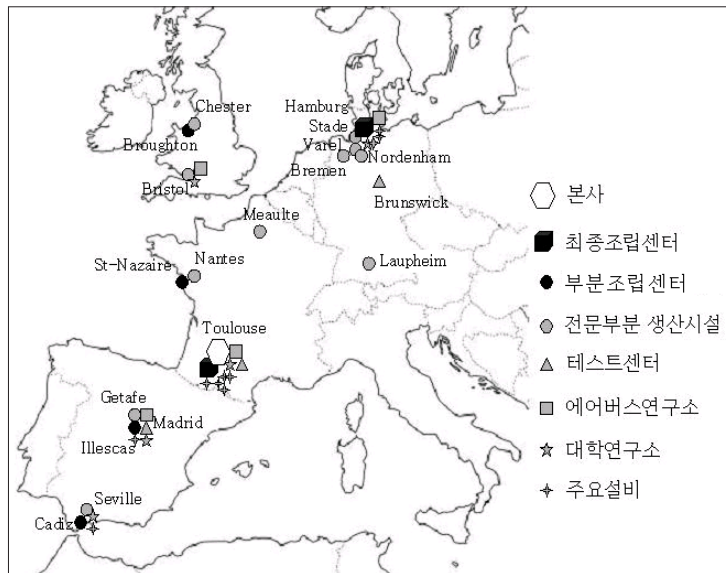 Chester
Broughton
Bristol
Hamburg
Stade
Varel
Nordenham
Bremen
Brunswick
Meaulte
Laupheim
St-Nazaire
Nantes
Toulouse
Getafe
Madrid
Illescas
Seville
Cadiz
본사
최종조립센터
부분조립센터
전문부분 생산시설
테스트센터
에어버스연구소
대학연구소
주요설비